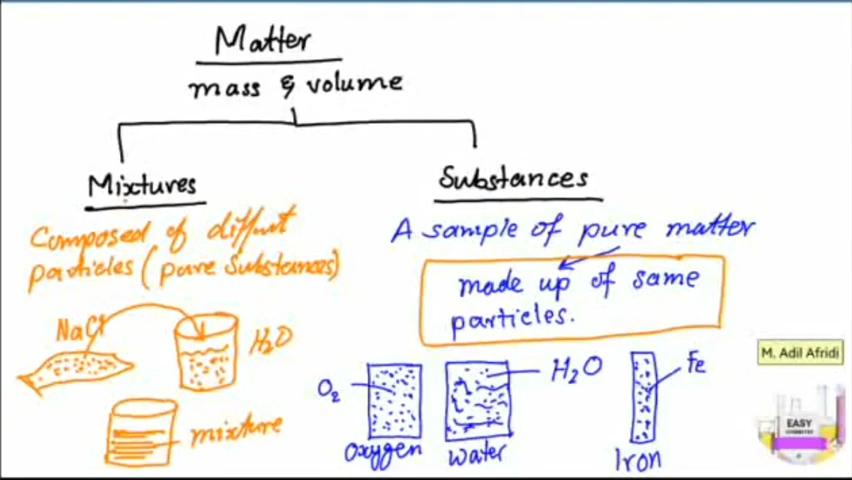 Matter
mass & volume
Mixtures
Substances
Composed of diffrnt
particles (pure Substances)
A sample of pure matter
made up of same
particles.
NaCl
H₂O
mixture
O₂
oxygen
H₂O
water
Fe
Iron
M. Adil Afridi
EASY